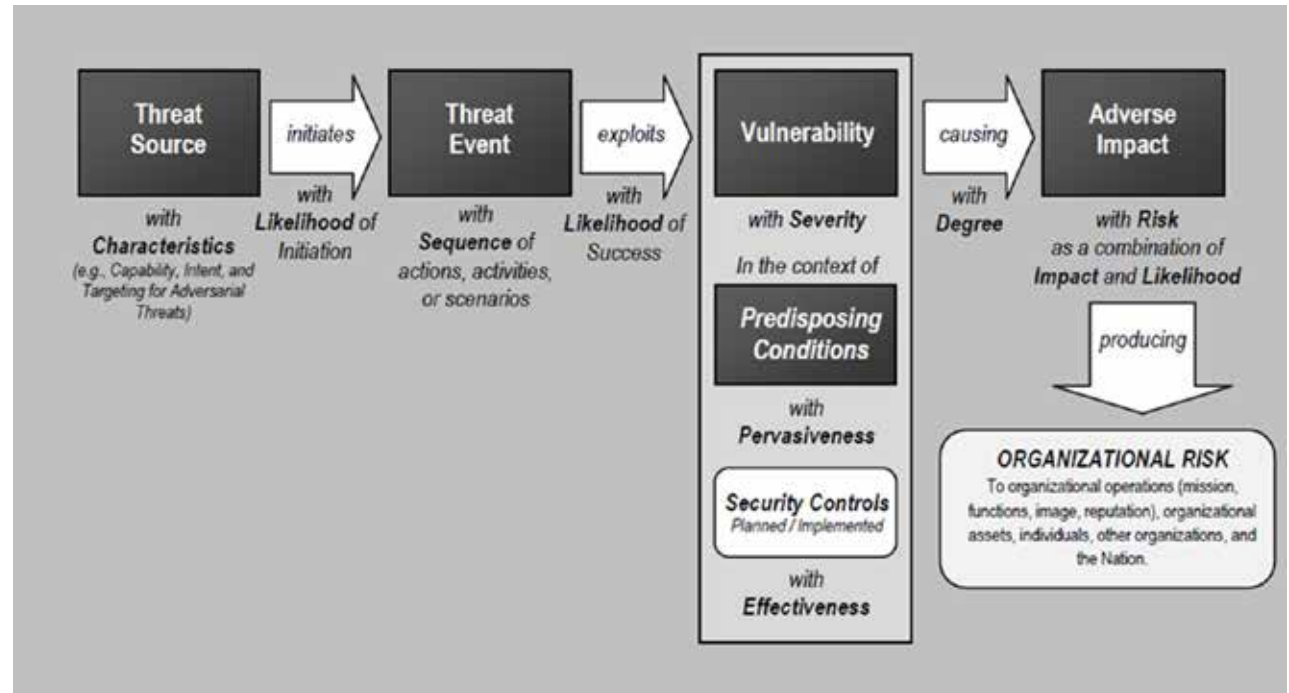 Threat
Source
initiates
Threat
Event
exploits
Vulnerability
causing
Adverse
Impact
with
Characteristics
(e.g., Capability, Intent, and
Targeting for Adversarial
Threats)
with
Likelihood of
Initiation
with
Sequence of
actions, activities,
or scenarios
with
Likelihood of
Success
with Severity
In the context of
Predisposing
Conditions
with
Pervasiveness
Security Controls
Planned / Implemented
with
Effectiveness
with
Degree
with Risk
as a combination of
Impact and Likelihood
producing
ORGANIZATIONAL RISK
To organizational operations (mission,
functions, image, reputation), organizational
assets, individuals, other organizations, and
the Nation.